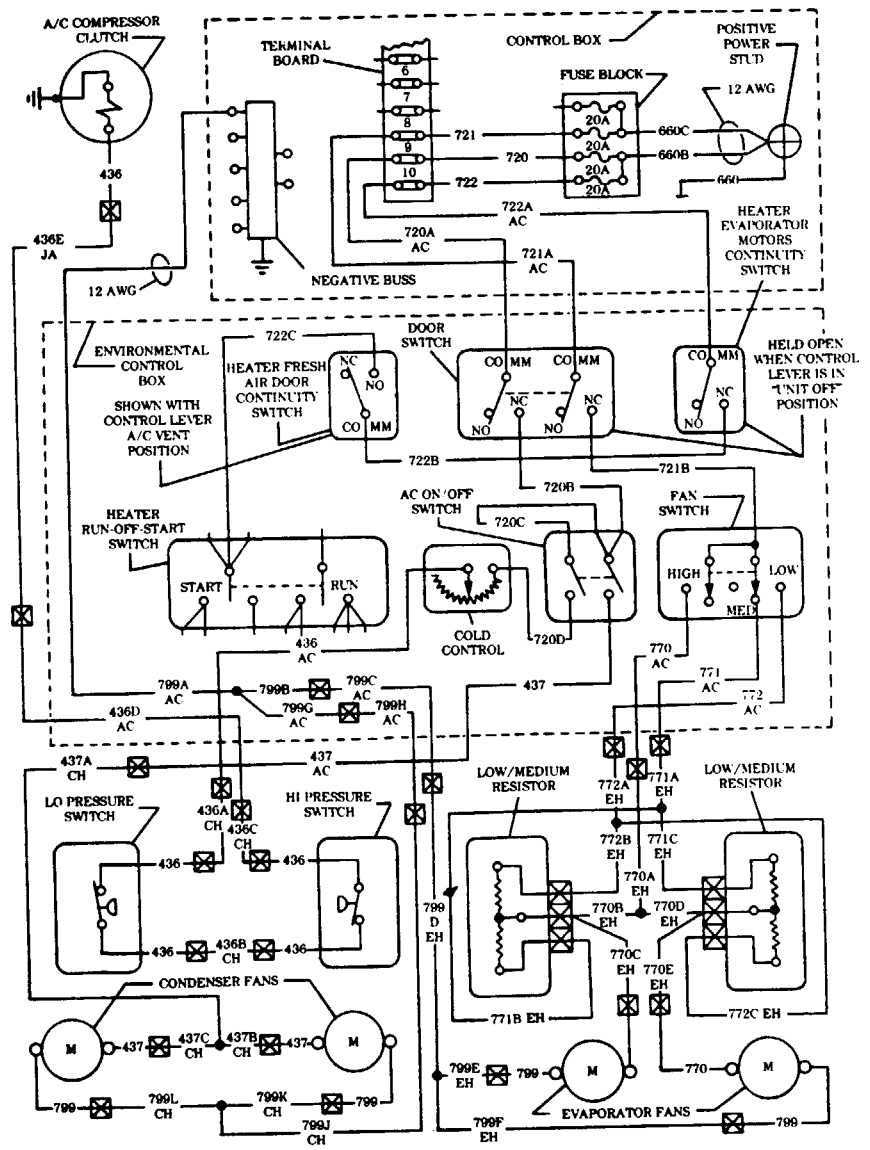 A/C COMPRESSOR
CLUTCH
TERMINAL
BOARD
CONTROL BOX
POSITIVE
POWER
STUD
FUSE BLOCK
12 AWG
6
7
8
9
10
20A
20A
20A
20A
721
720
722
660C
660B
660
436
722A
AC
720A
AC
721A
AC
HEATER
EVAPORATOR
MOTORS
CONTINUITY
SWITCH
436E
JA
12 AWG
NEGATIVE BUSS
ENVIRONMENTAL
CONTROL
BOX
722C
DOOR
SWITCH
HEATER FRESH
AIR DOOR
CONTINUITY
SWITCH
NC
NO
CO MM
CO MM
NC
NO
CO MM
NC
NO
CO MM
NC
NO
HELD OPEN
WHEN CONTROL
LEVER IS IN
"UNIT OFF"
POSITION
SHOWN WITH
CONTROL LEVER
A/C VENT
POSITION
722B
721B
720B
HEATER
RUN-OFF-START
SWITCH
AC ON/OFF
SWITCH
720C
FAN
SWITCH
START
RUN
HIGH
LOW
MED
COLD
CONTROL
720D
436
AC
770
AC
771
AC
772
AC
437
799A
AC
799B
799C
AC
799G
AC
799H
AC
436D
AC
437A
CH
437
AC
772A
EH
771A
EH
LOW/MEDIUM
RESISTOR
LOW/MEDIUM
RESISTOR
LO PRESSURE
SWITCH
436A
CH
436C
CH
HI PRESSURE
SWITCH
772B
EH
771C
EH
436
436
770A
EH
799
D
EH
770B
EH
770D
EH
436
436B
CH
436
770C
EH
770E
EH
CONDENSER FANS
771B EH
772C EH
M
437
437C
CH
437B
CH
437
M
799E
EH
799
M
770
M
799
799L
CH
799K
CH
799
799J
CH
EVAPORATOR FANS
799F
EH
799